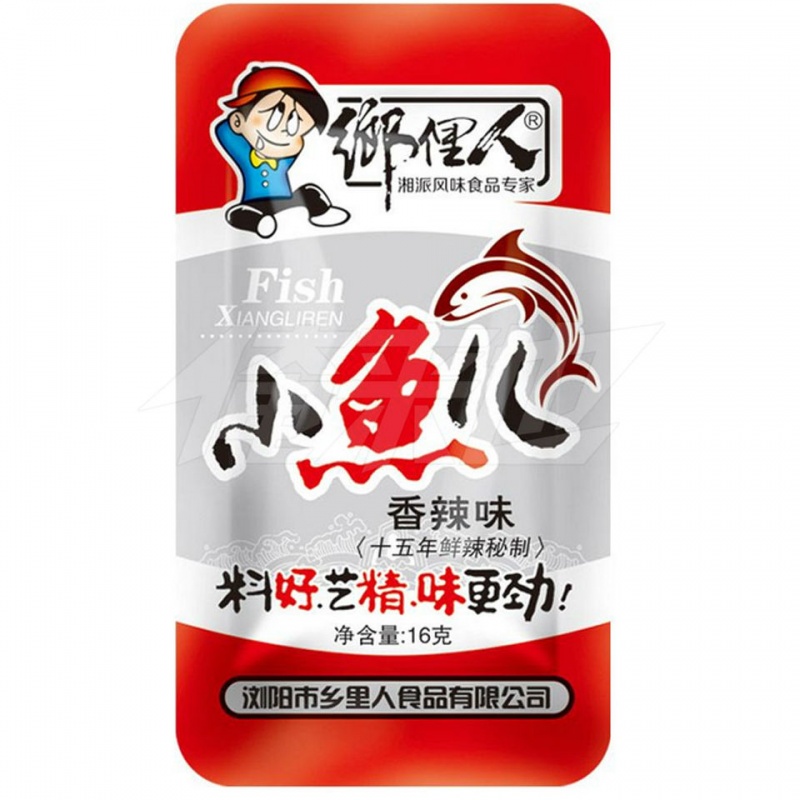 鄉俚人®
湘派风味食品专家
Fish
XIANGLIREN
小魚儿
香辣味
〈十五年鲜辣秘制〉
料好.艺精.味更劲!
净含量:16克
浏阳市乡里人食品有限公司